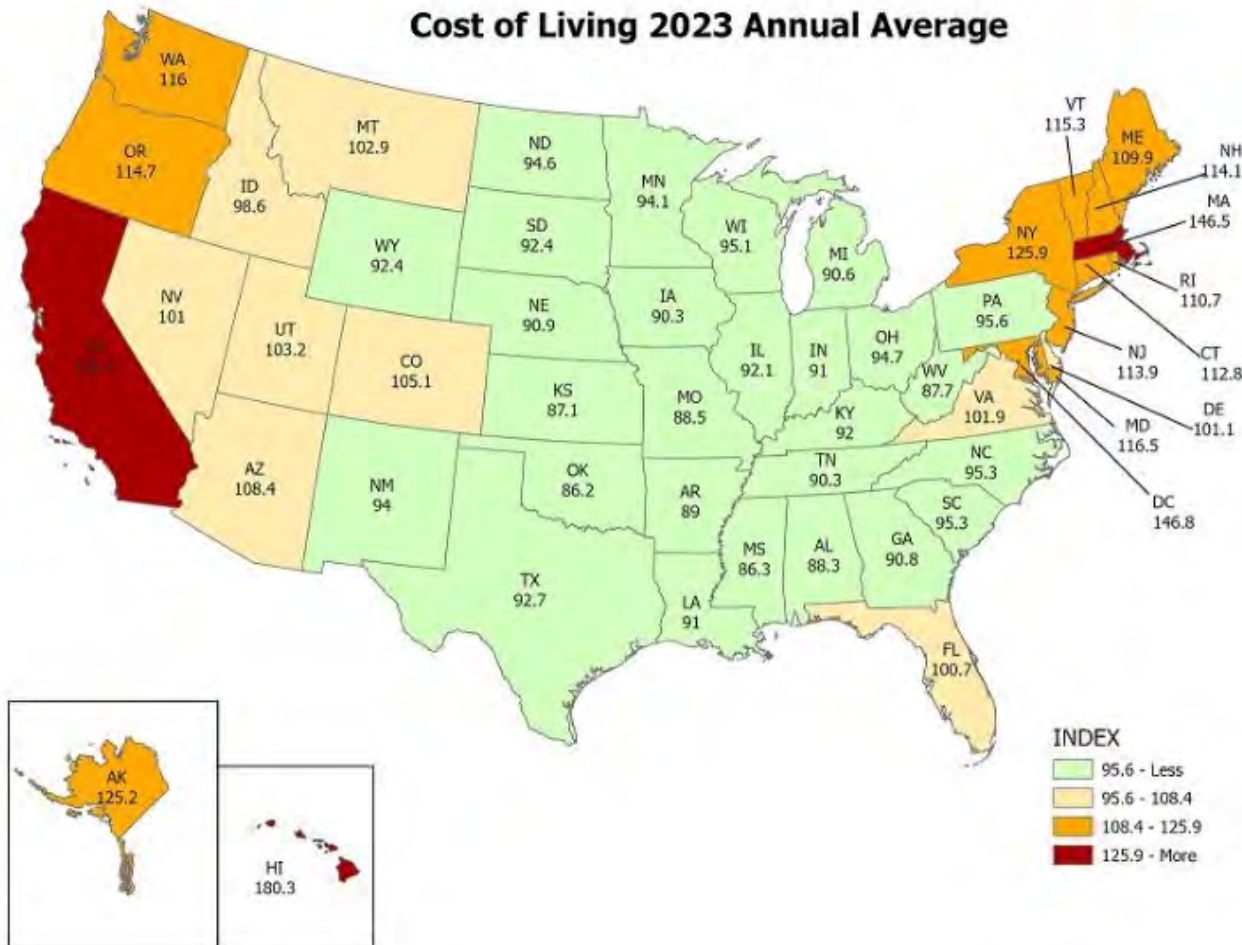 Cost of Living 2023 Annual Average
WA
116
OR
114.7
ID
98.6
MT
102.9
ND
94.6
MN
94.1
SD
92.4
WY
92.4
WI
95.1
MI
90.6
VT
115.3
ME
109.9
NH
114.1
MA
146.5
NY
125.9
RI
110.7
CT
112.8
NJ
113.9
PA
95.6
DE
101.1
MD
116.5
DC
146.8
NV
101
UT
103.2
CO
105.1
NE
90.9
IA
90.3
IL
92.1
IN
91
OH
94.7
WV
87.7
VA
101.9
KS
87.1
MO
88.5
KY
92
AZ
108.4
NM
94
OK
86.2
AR
89
TN
90.3
NC
95.3
SC
95.3
TX
92.7
LA
91
MS
86.3
AL
88.3
GA
90.8
FL
100.7
AK
125.2
HI
180.3
INDEX
95.6 - Less
95.6 - 108.4
108.4 - 125.9
125.9 - More